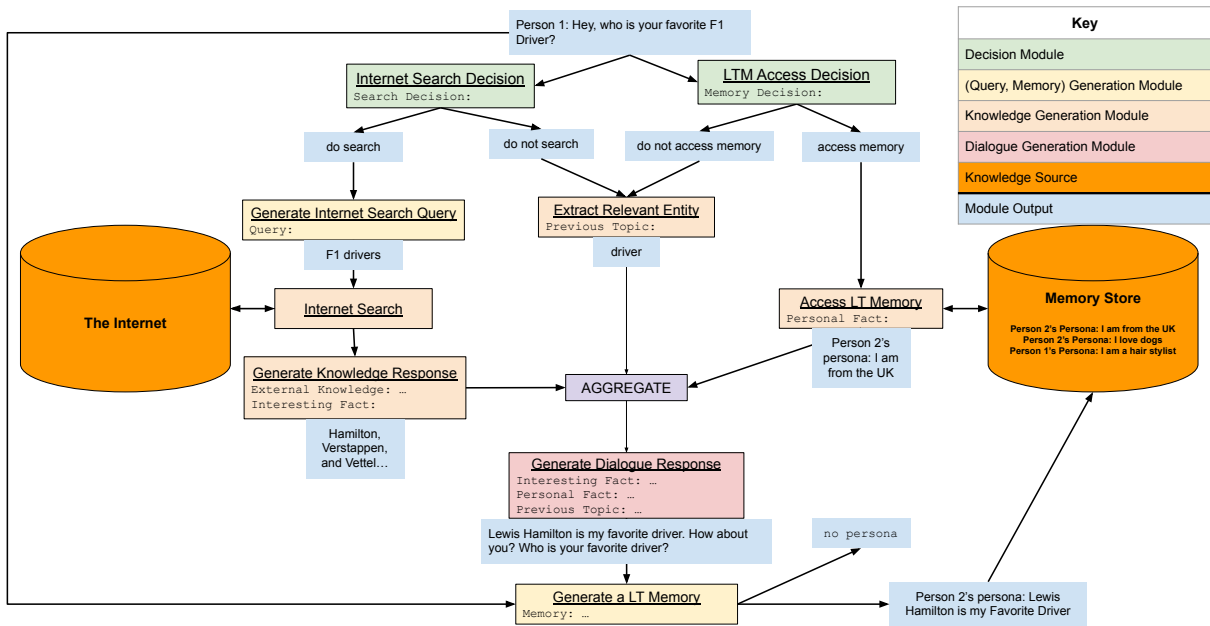 Person 1: Hey, who is your favorite F1
Driver?
Key
Decision Module
(Query, Memory) Generation Module
Knowledge Generation Module
Dialogue Generation Module
Knowledge Source
Module Output
Internet Search Decision
Search Decision:
LTM Access Decision
Memory Decision:
do search
do not search
do not access memory
access memory
Generate Internet Search Query
Query:
F1 drivers
Extract Relevant Entity
Previous Topic:
driver
The Internet
Internet Search
Access LT Memory
Personal Fact:
Person 2's
persona: I am
from the UK
Memory Store
Person 2's Persona: I am from the UK
Person 2's Persona: I love dogs
Person 1's Persona: I am a hair stylist
Generate Knowledge Response
External Knowledge: …
Interesting Fact:
Hamilton,
Verstappen,
and Vettel…
AGGREGATE
Generate Dialogue Response
Interesting Fact: …
Personal Fact: …
Previous Topic: …
Lewis Hamilton is my favorite driver. How about
you? Who is your favorite driver?
no persona
Generate a LT Memory
Memory: …
Person 2's persona: Lewis
Hamilton is my Favorite Driver